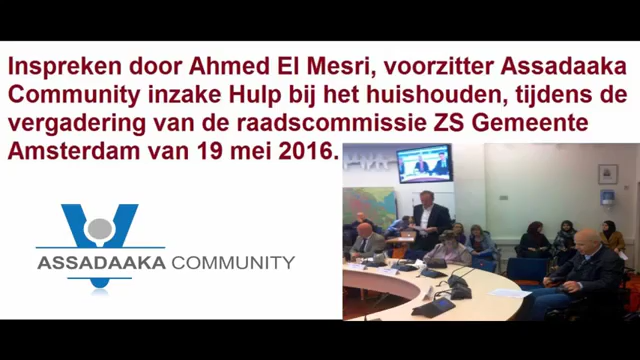 Inspreken door Ahmed El Mesri, voorzitter Assadaaka
Community inzake Hulp bij het huishouden, tijdens de
vergadering van de raadscommissie ZS Gemeente
Amsterdam van 19 mei 2016.
ASSADAAKA COMMUNITY